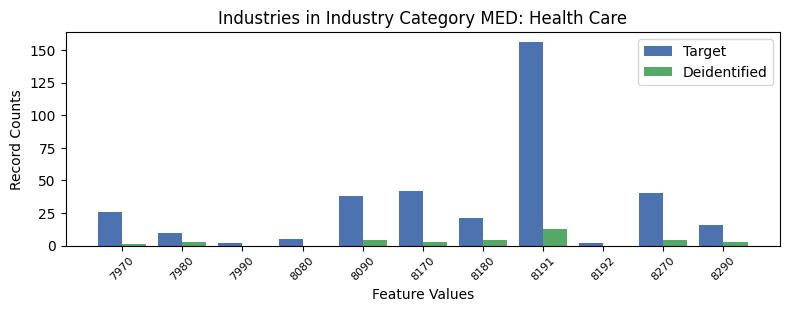 Industries in Industry Category MED: Health Care
Record Counts
150
125
100
75
50
25
0
Target
Deidentified
7970 7980 7990 8080 8090 8170 8180 8191 8192 8270 8290
Feature Values